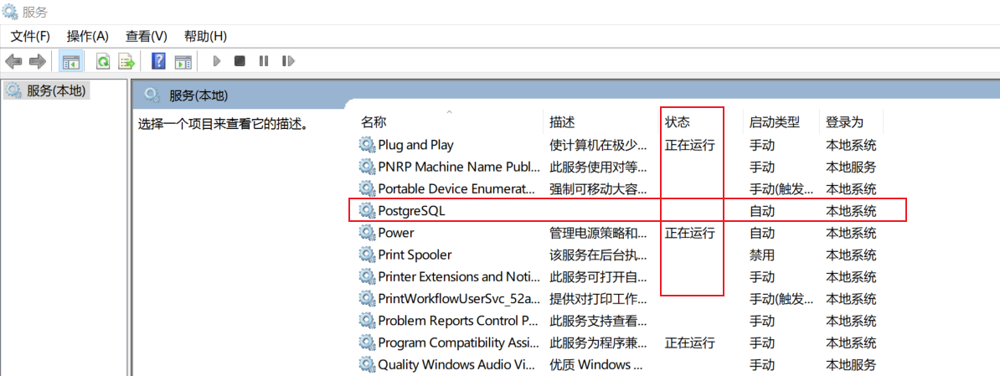 服务
文件(F) 操作(A) 查看(V) 帮助(H)
服务(本地)
服务(本地)
选择一个项目来查看它的描述。
名称 描述 状态 启动类型 登录为
Plug and Play 使计算机在极少... 正在运行 手动 本地系统
PNRP Machine Name Publ... 此服务使用对等... 手动 本地服务
Portable Device Enumerat... 强制可移动大容... 手动(触发... 本地系统
PostgreSQL 自动 本地系统
Power 管理电源策略和... 正在运行 自动 本地系统
Print Spooler 该服务在后台执... 禁用 本地系统
Printer Extensions and Noti... 此服务可打开自... 手动 本地系统
PrintWorkflowUserSvc_52a... 提供对打印工作... 手动(触发... 本地系统
Problem Reports Control P... 此服务支持查看... 手动 本地系统
Program Compatibility Assi... 此服务为程序兼... 正在运行 手动 本地系统
Quality Windows Audio Vi... 优质 Windows ... 手动 本地服务